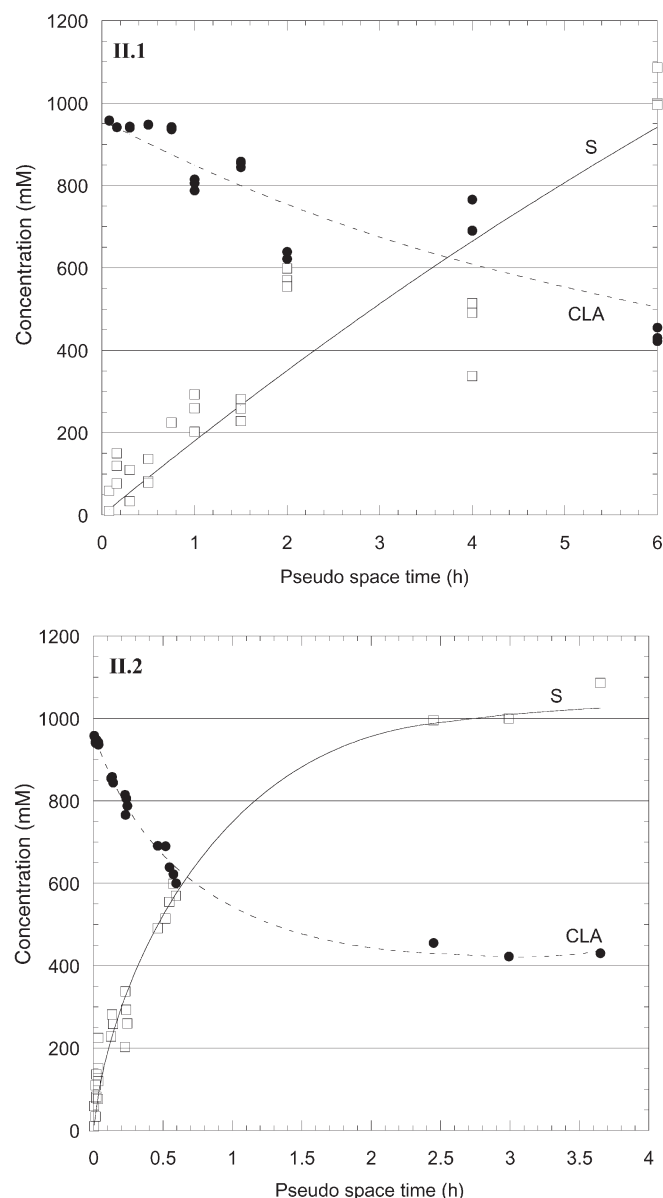 1200
II.1
1000
S
800
600
CLA
400
200
0
Concentration (mM)
0 1 2 3 4 5 6
Pseudo space time (h)
1200
II.2
S
1000
800
600
CLA
400
200
0
Concentration (mM)
0 0.5 1 1.5 2 2.5 3 3.5 4
Pseudo space time (h)